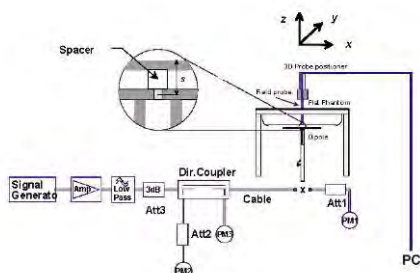 z
y
x
Spacer
s
3D Probe positioner
Field probe
Flat Phantom
Dipole
Signal
Generato
Amp
Low
Pass
3dB
Att3
Dir.Coupler
Cable
x
Att1
PM1
Att2
PM3
PM2
PC